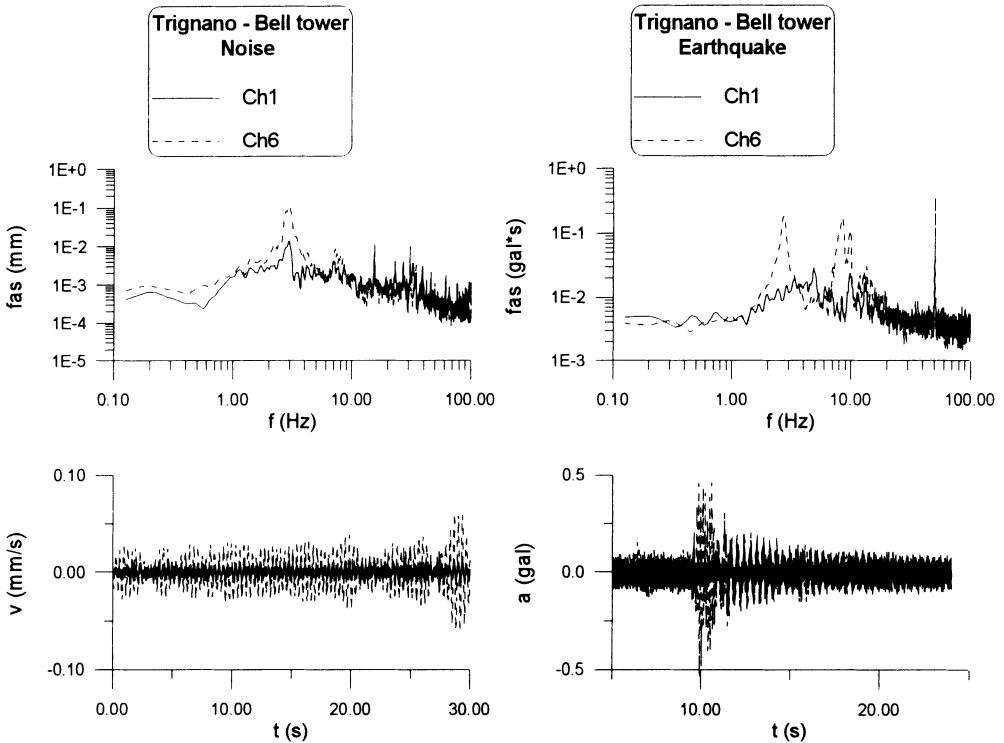 Trignano - Bell tower
Noise
Ch1
Ch6
1E+0
1E-1
1E-2
1E-3
1E-4
1E-5
fas (mm)
0.10
1.00
10.00
100.00
f (Hz)
Trignano - Bell tower
Earthquake
Ch1
Ch6
1E+0
1E-1
1E-2
1E-3
fas (gal*s)
0.10
1.00
10.00
100.00
f (Hz)
0.10
0.00
-0.10
v (mm/s)
0.00
10.00
20.00
30.00
t (s)
0.5
0.0
-0.5
a (gal)
10.00
20.00
t (s)